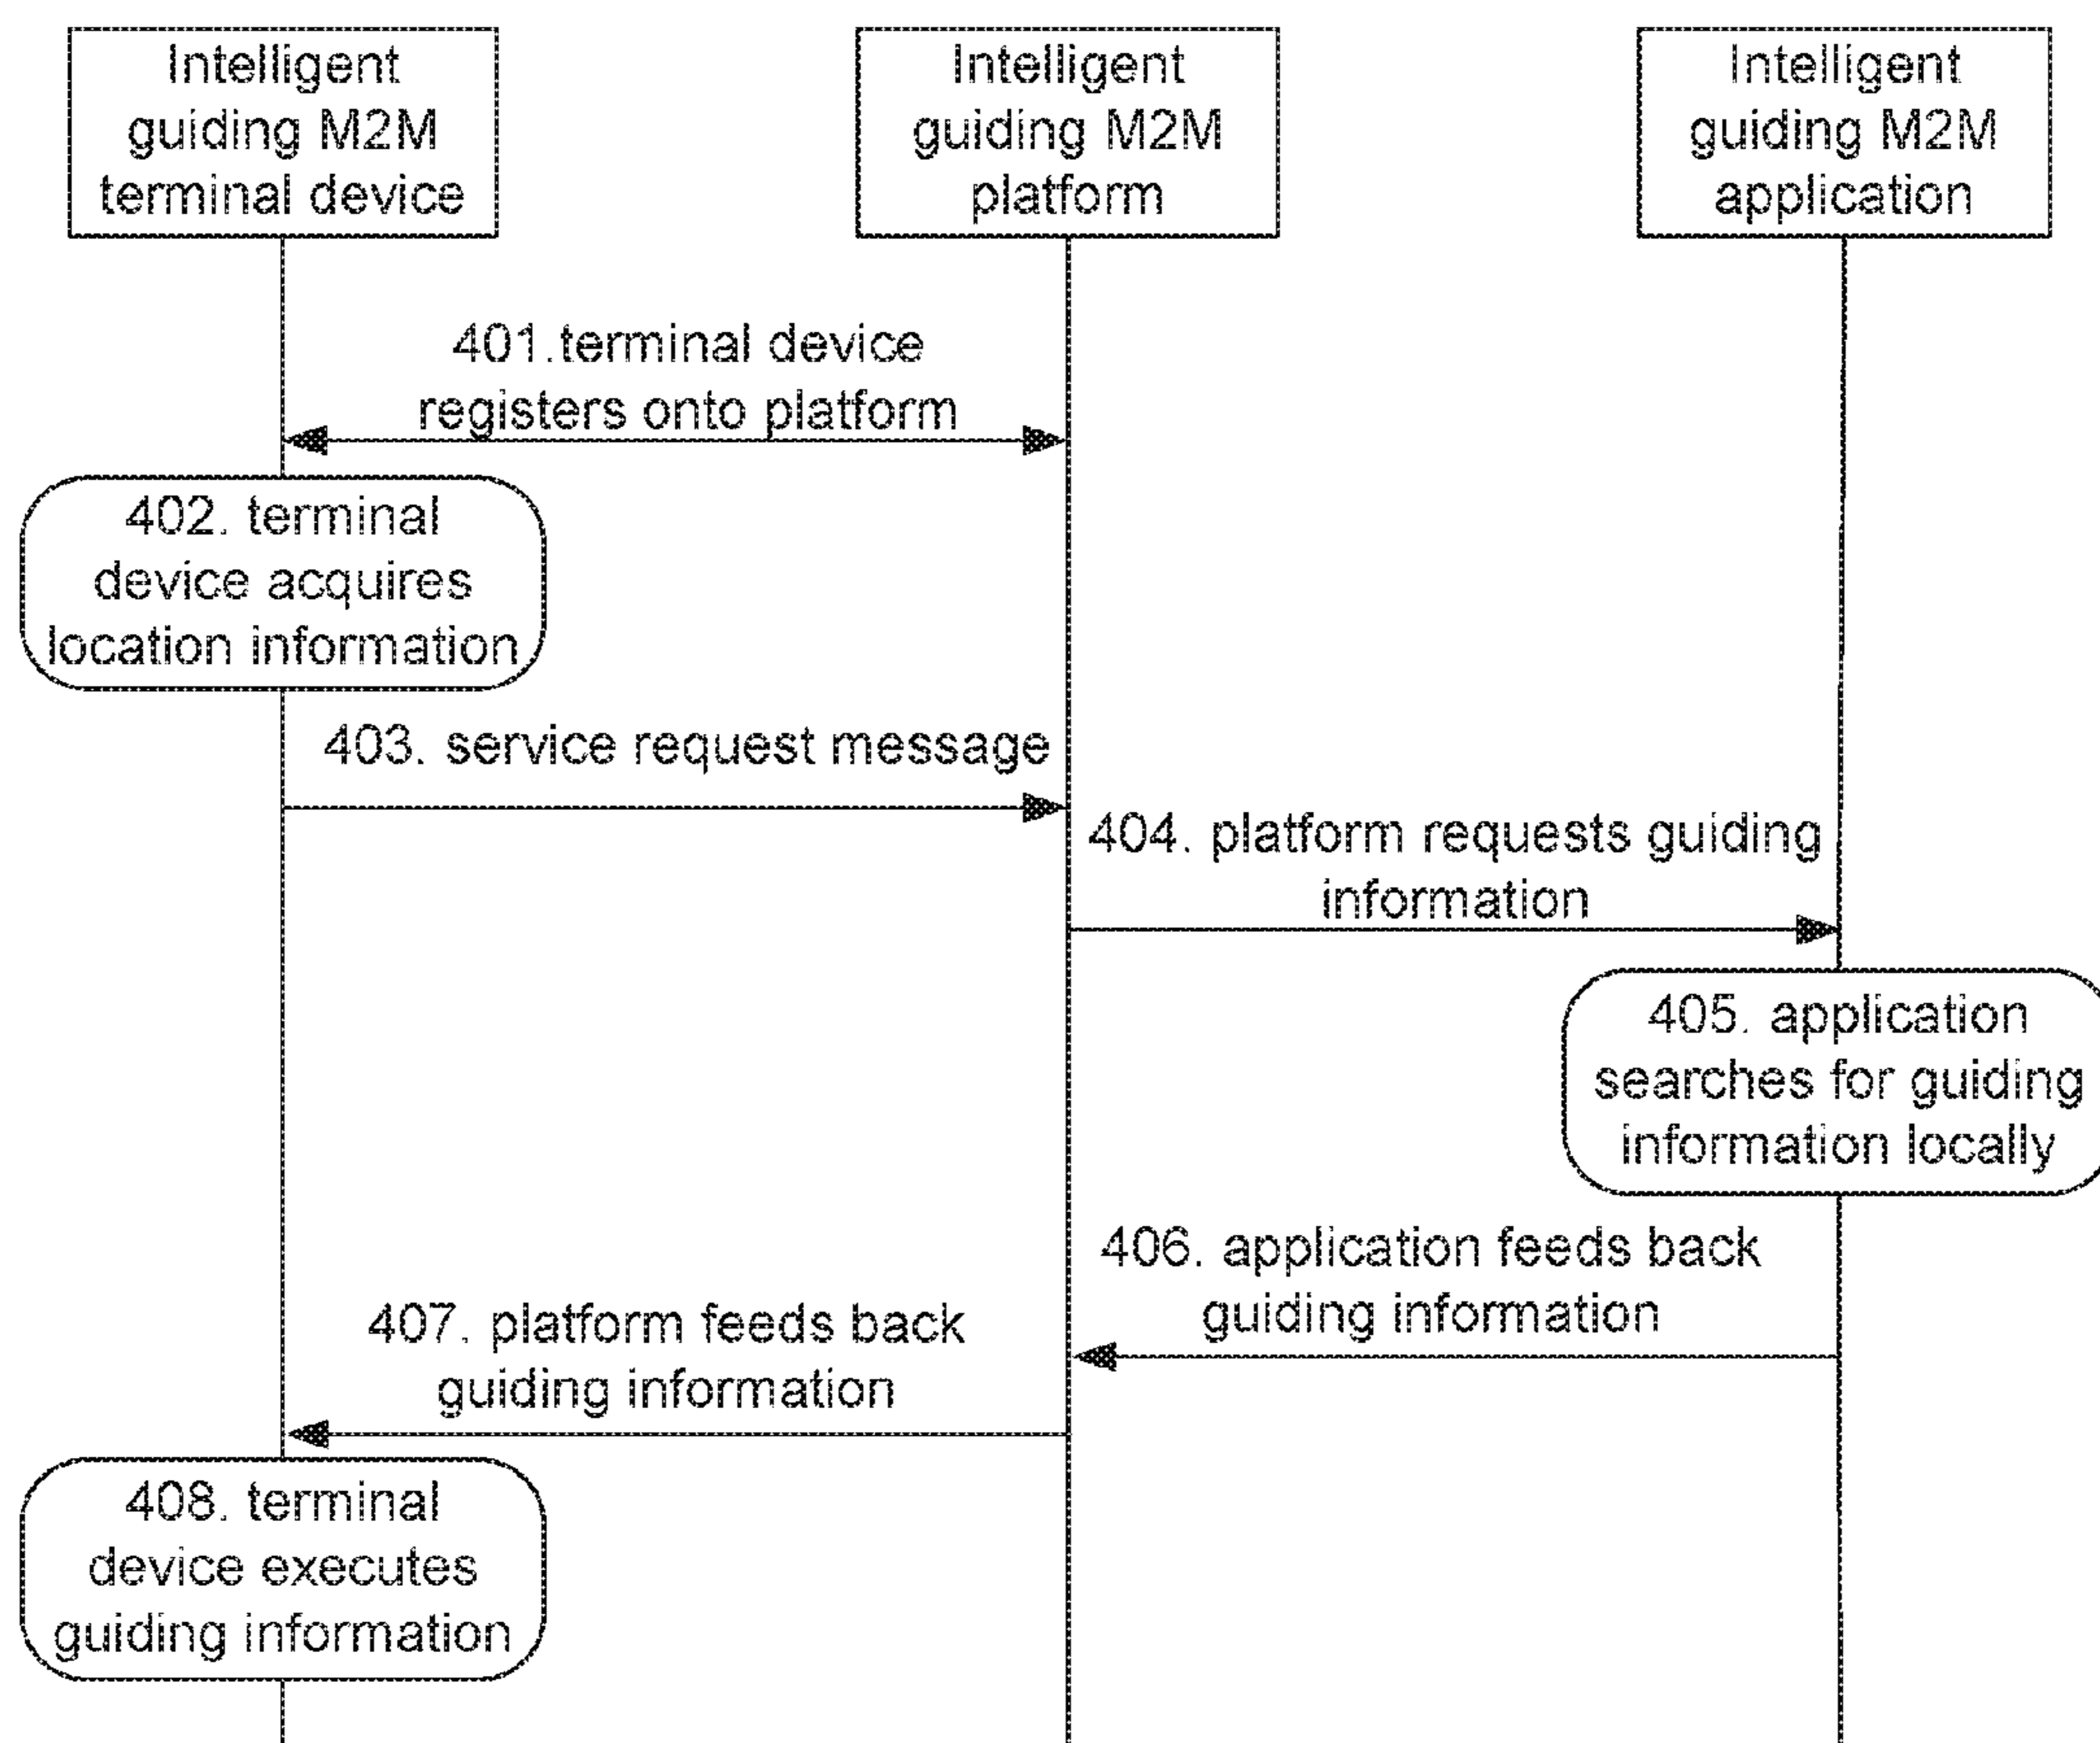 Intelligent
guiding M2M
terminal device
Intelligent
guiding M2M
platform
Intelligent
guiding M2M
application
401.terminal device
registers onto platform
402. terminal
device acquires
location information
403. service request message
404. platform requests guiding
information
405. application
searches for guiding
information locally
406. application feeds back
guiding information
407. platform feeds back
guiding information
408. terminal
device executes
guiding information